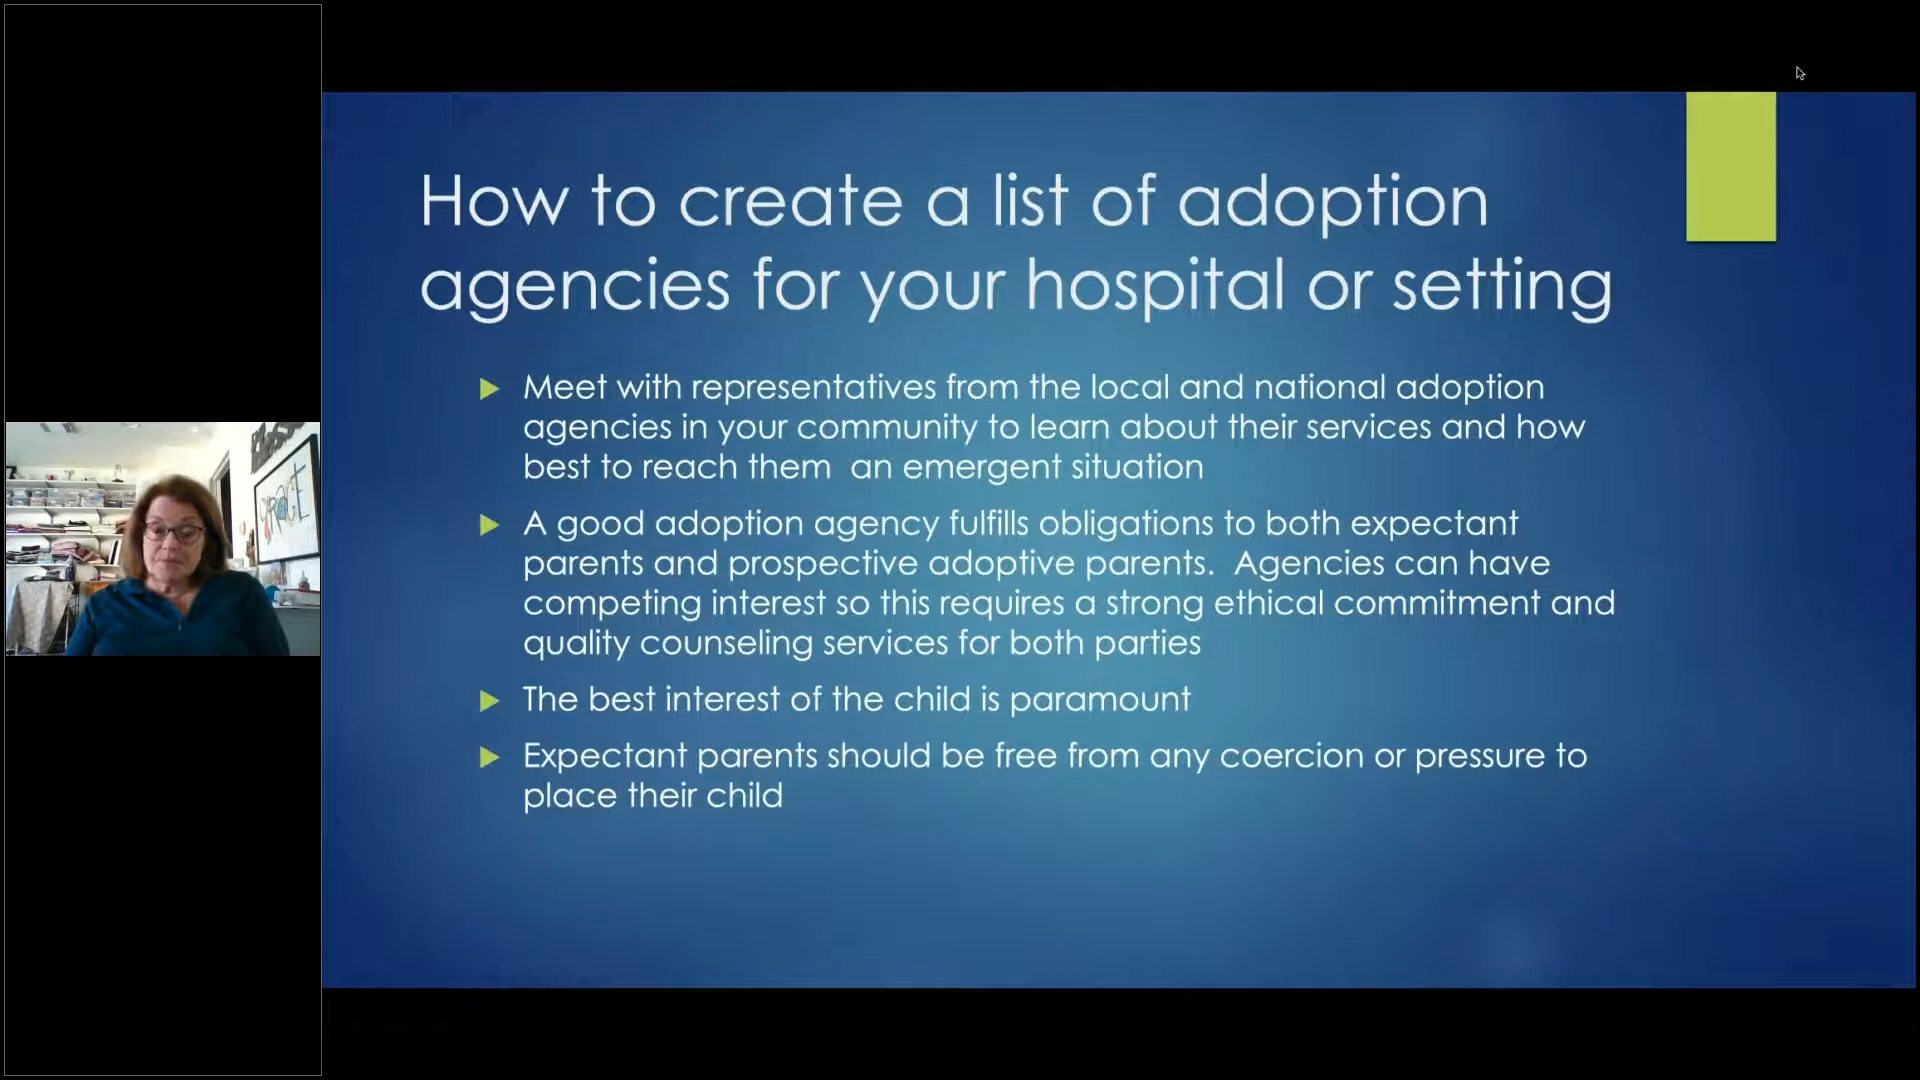 How to create a list of adoption
agencies for your hospital or setting
Meet with representatives from the local and national adoption
agencies in your community to learn about their services and how
best to reach them  an emergent situation
A good adoption agency fulfills obligations to both expectant
parents and prospective adoptive parents.  Agencies can have
competing interest so this requires a strong ethical commitment and
quality counseling services for both parties
The best interest of the child is paramount
Expectant parents should be free from any coercion or pressure to
place their child
GRACE